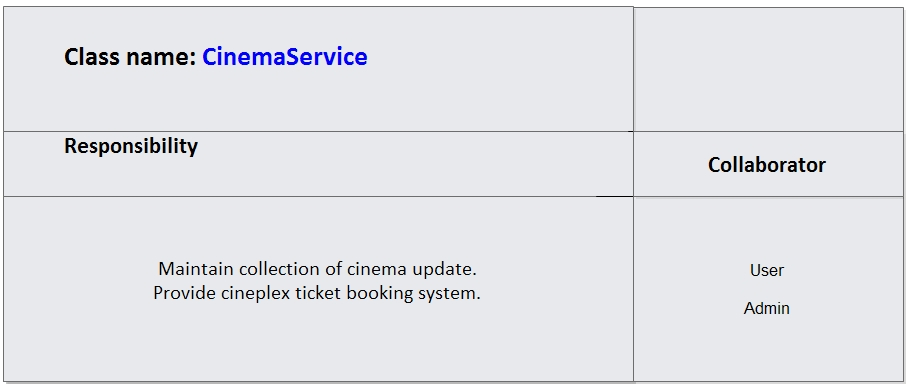 Class name: CinemaService
Responsibility
Collaborator
Maintain collection of cinema update.
Provide cineplex ticket booking system.
User
Admin